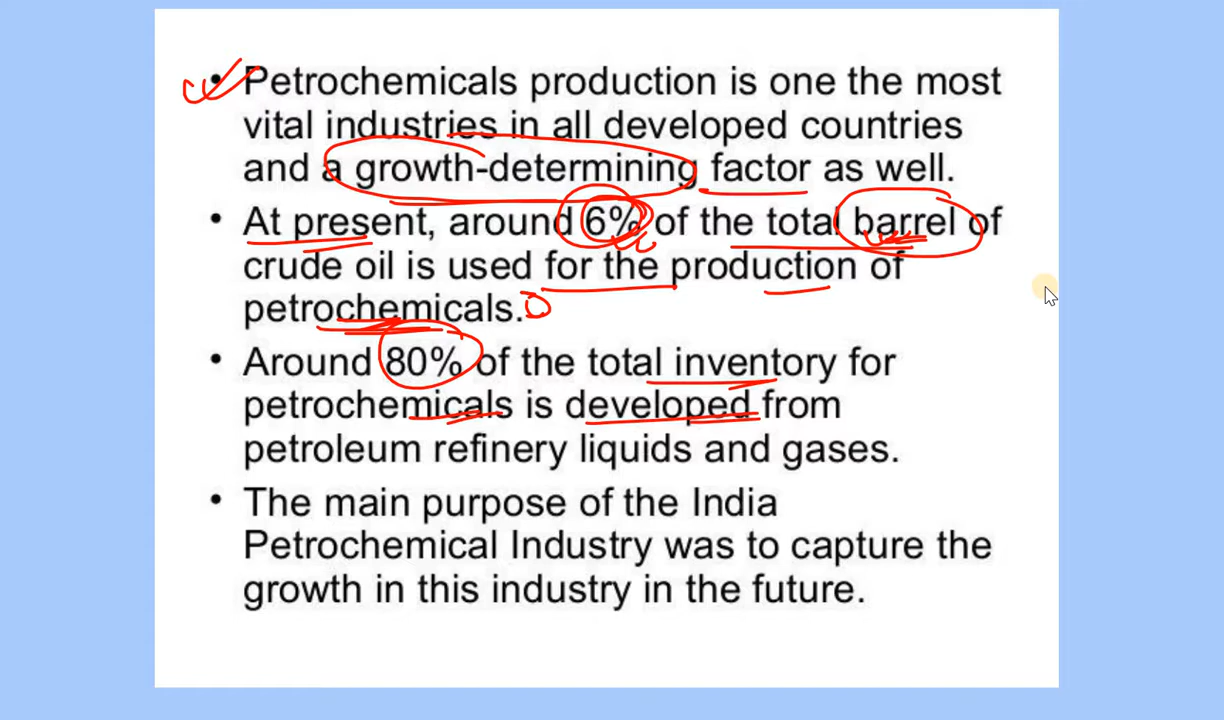 • Petrochemicals production is one the most
vital industries in all developed countries
and a growth-determining factor as well.
• At present, around 6% of the total barrel of
crude oil is used for the production of
petrochemicals.
• Around 80% of the total inventory for
petrochemicals is developed from
petroleum refinery liquids and gases.
• The main purpose of the India
Petrochemical Industry was to capture the
growth in this industry in the future.